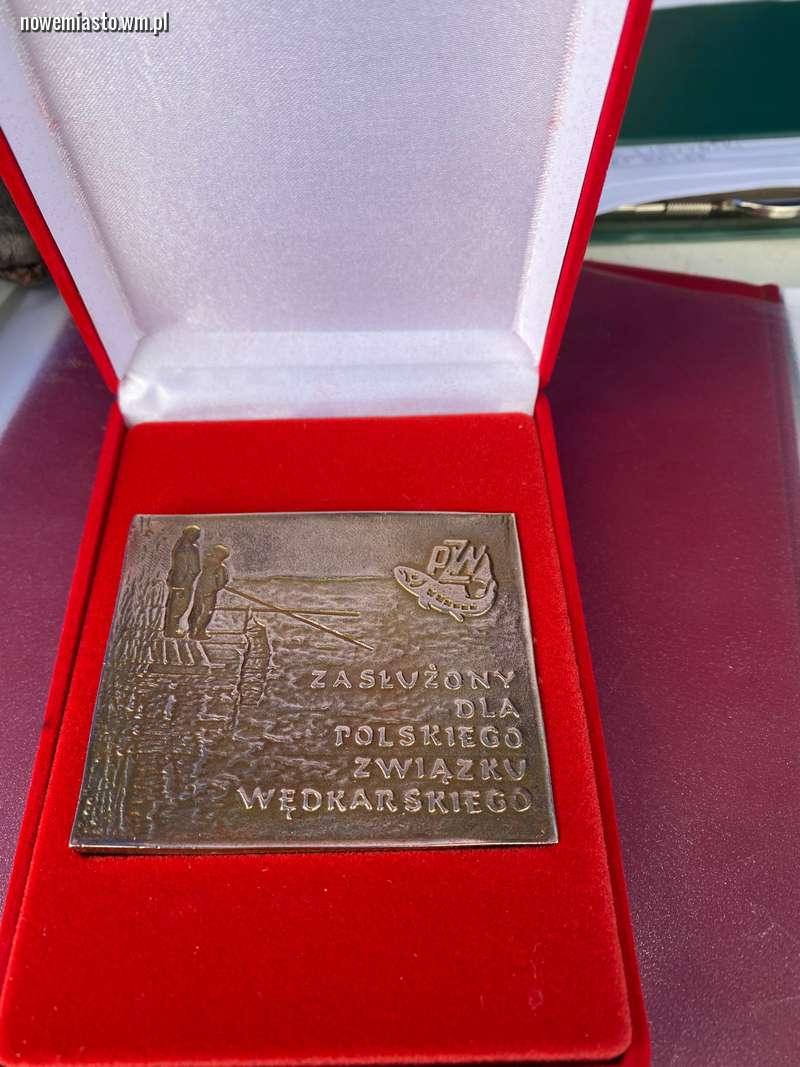 nowemiasto.wm.pl
PZW
ZASŁUŻONY
DLA
POLSKIEGO
ZWIĄZKU
WĘDKARSKIEGO